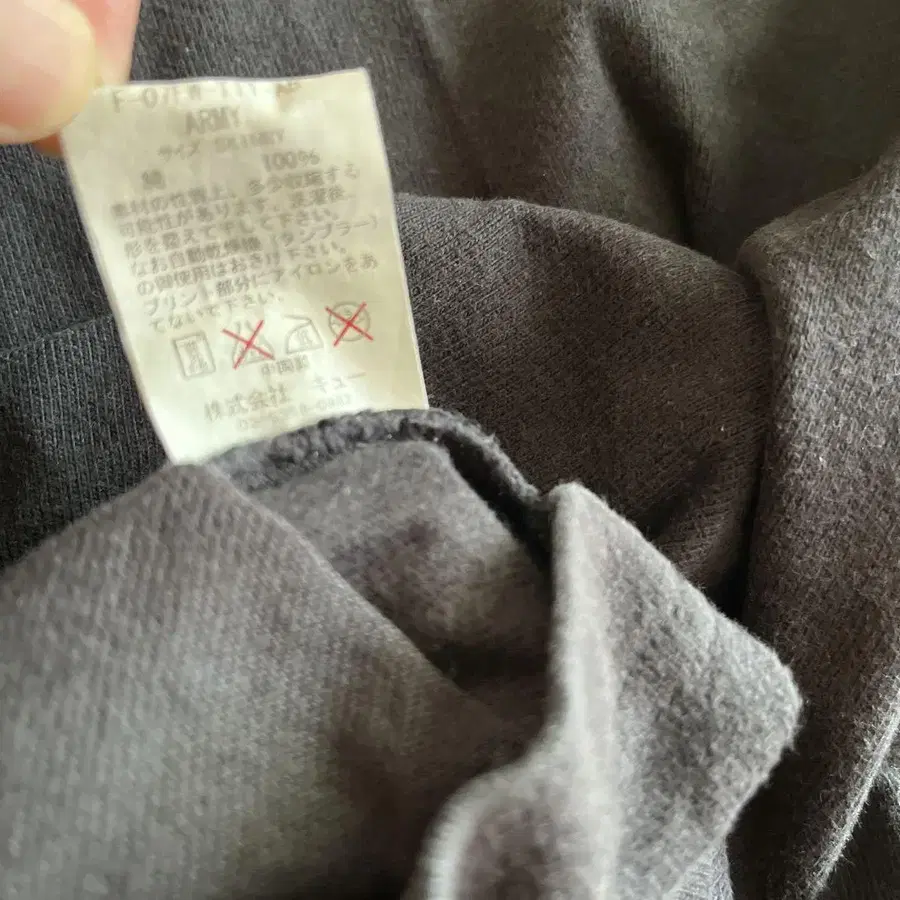 ARMY
サイズ SKINNY
綿 100%
素材の性質上、多少収縮する
可能性があります、洗濯後、
形を整えて干して下さい。
なお自動乾燥機（タンブラー）
の御使用はおさけ下さい。
プリント部分にアイロンをあ
てないで下さい。
中国製
株式会社 キュー